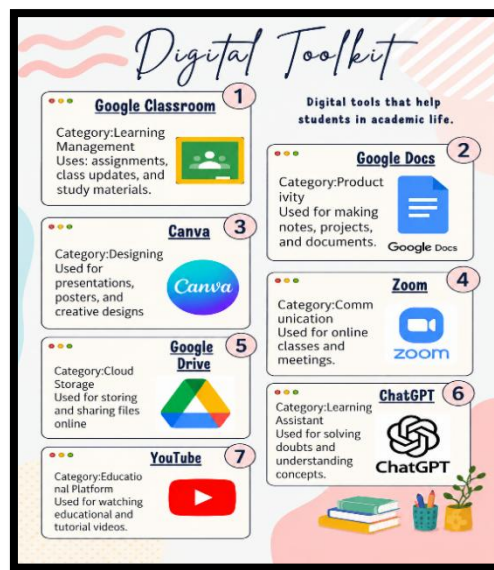 Digital Toolkit
Digital tools that help
students in academic life.
1
Google Classroom
Category:Learning
Management
Uses: assignments,
class updates, and
study materials.
2
Google Docs
Category:Product
ivity
Used for making
notes, projects,
and documents.
Google Docs
3
Canva
Category:Designing
Used for
presentations,
posters, and
creative designs
Canva
4
Zoom
Category:Comm
unication
Used for online
classes and
meetings.
zoom
5
Google
Drive
Category:Cloud
Storage
Used for storing
and sharing files
online
6
ChatGPT
Category:Learning
Assistant
Used for solving
doubts and
understanding
concepts.
ChatGPT
7
YouTube
Category:Educatio
nal Platform
Used for watching
educational and
tutorial videos.